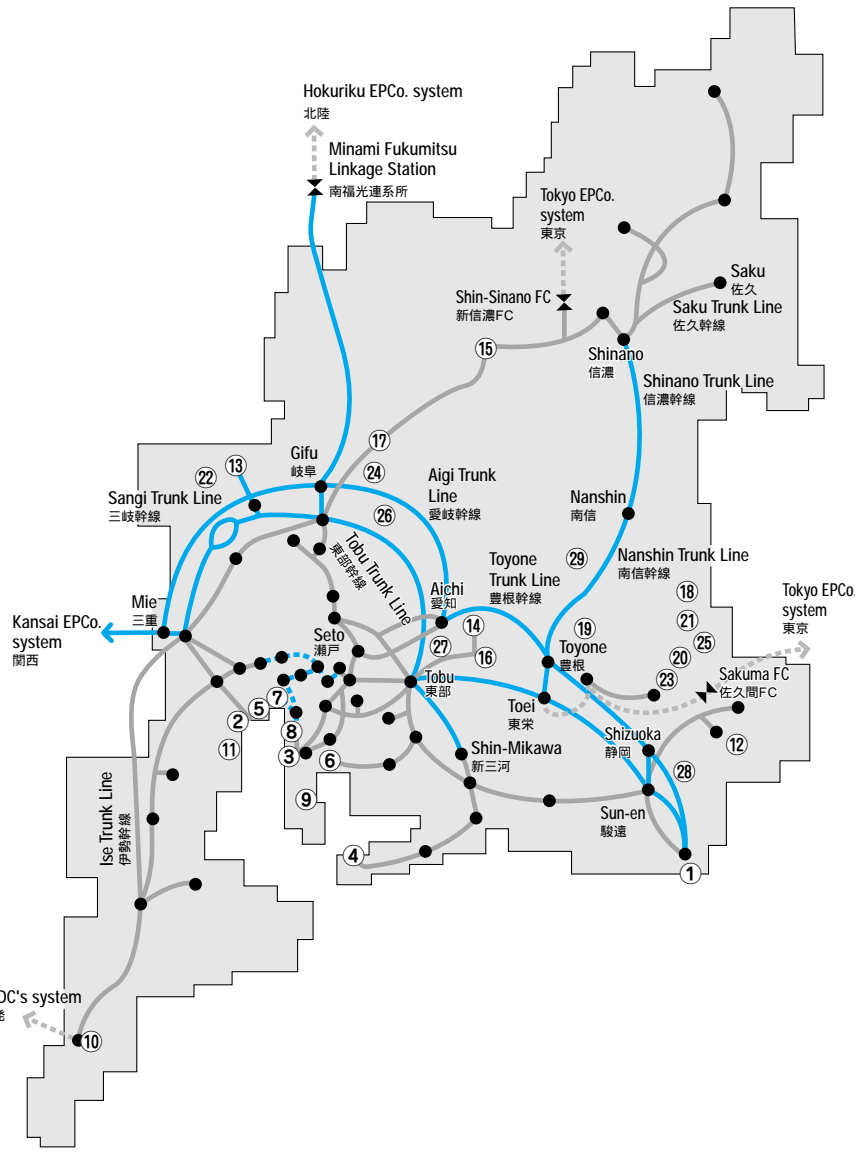 Hokuriku EPCo. system
北陸
Minami Fukumitsu
Linkage Station
南福光連系所
Tokyo EPCo.
system
東京
Shin-Sinano FC
新信濃FC
Saku
佐久
Saku Trunk Line
佐久幹線
⑮
Shinano
信濃
Shinano Trunk Line
信濃幹線
⑰
Gifu
岐阜
㉔
㉒
⑬
Sangi Trunk Line
三岐幹線
Aigi Trunk
Line
愛岐幹線
㉖
Nanshin
南信
Tobu Trunk Line
東部幹線
Toyone
Trunk Line
豊根幹線
㉙
Nanshin Trunk Line
南信幹線
Aichi
愛知
Tokyo EPCo.
system
東京
⑱
Mie
三重
Kansai EPCo.
system
関西
Seto
瀬戸
⑭
㉗
⑯
⑲
㉑
㉕
Toyone
豊根
⑳
㉓
Tobu
東部
Sakuma FC
佐久間FC
⑦
⑤
②
Toei
東栄
⑧
⑪
③
⑥
Shin-Mikawa
新三河
Shizuoka
静岡
⑫
㉘
⑨
Sun-en
駿遠
Ise Trunk Line
伊勢幹線
④
①
DC's system
発
⑩